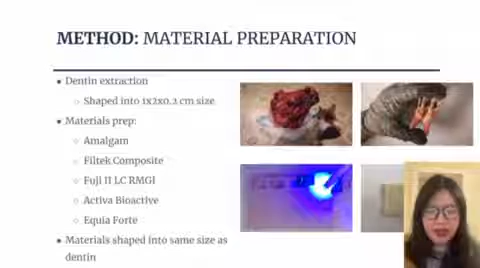 METHOD: MATERIAL PREPARATION
Dentin extraction
Shaped into 1x2x0.2 cm size
Materials prep:
Amalgam
Filtek Composite
Fuji II LC RMGI
Activa Bioactive
Equia Forte
Materials shaped into same size as
dentin